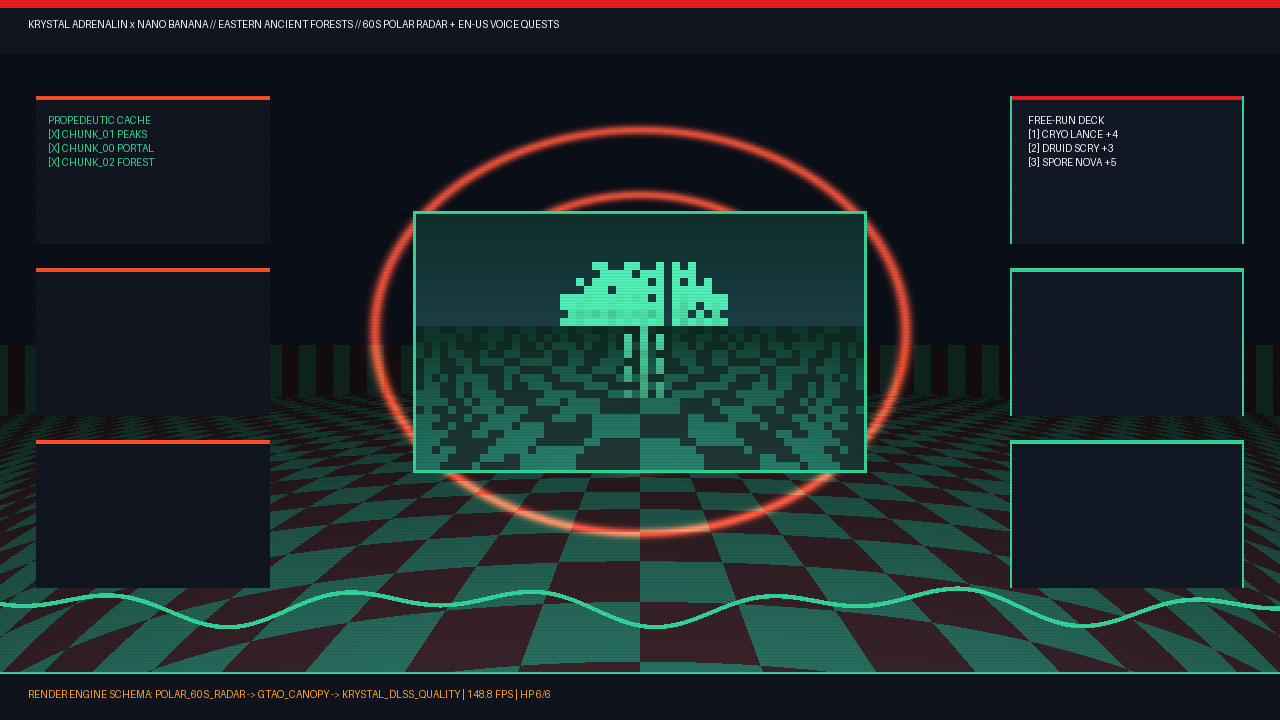 KRYSTAL ADRENALIN x NANO BANANA // EASTERN ANCIENT FORESTS // 60S POLAR RADAR + EN-US VOICE QUESTS
PROPEDEUTIC CACHE
[X] CHUNK_01 PEAKS
[X] CHUNK_00 PORTAL
[X] CHUNK_02 FOREST
FREE-RUN DECK
[1] CRYO LANCE +4
[2] DRUID SCRY +3
[3] SPORE NOVA +5
RENDER ENGINE SCHEMA: POLAR_60S_RADAR -> GTAO_CANOPY -> KRYSTAL_DLSS_QUALITY | 148.8 FPS | HP 6/6